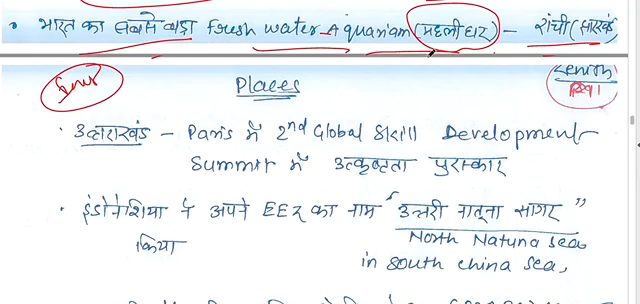 • भारत का सबसे बड़ा Fresh water Aquarium (मछली घर) – रांची (झारखंड)
Places
· उत्तराखंड – Paris में 2nd Global Skill Development
Summit में उत्कृष्टता पुरस्कार
· इंडोनेशिया ने अपने EEZ का नाम "उत्तरी नातूना सागर"
किया North Natuna Sea
in south china sea,